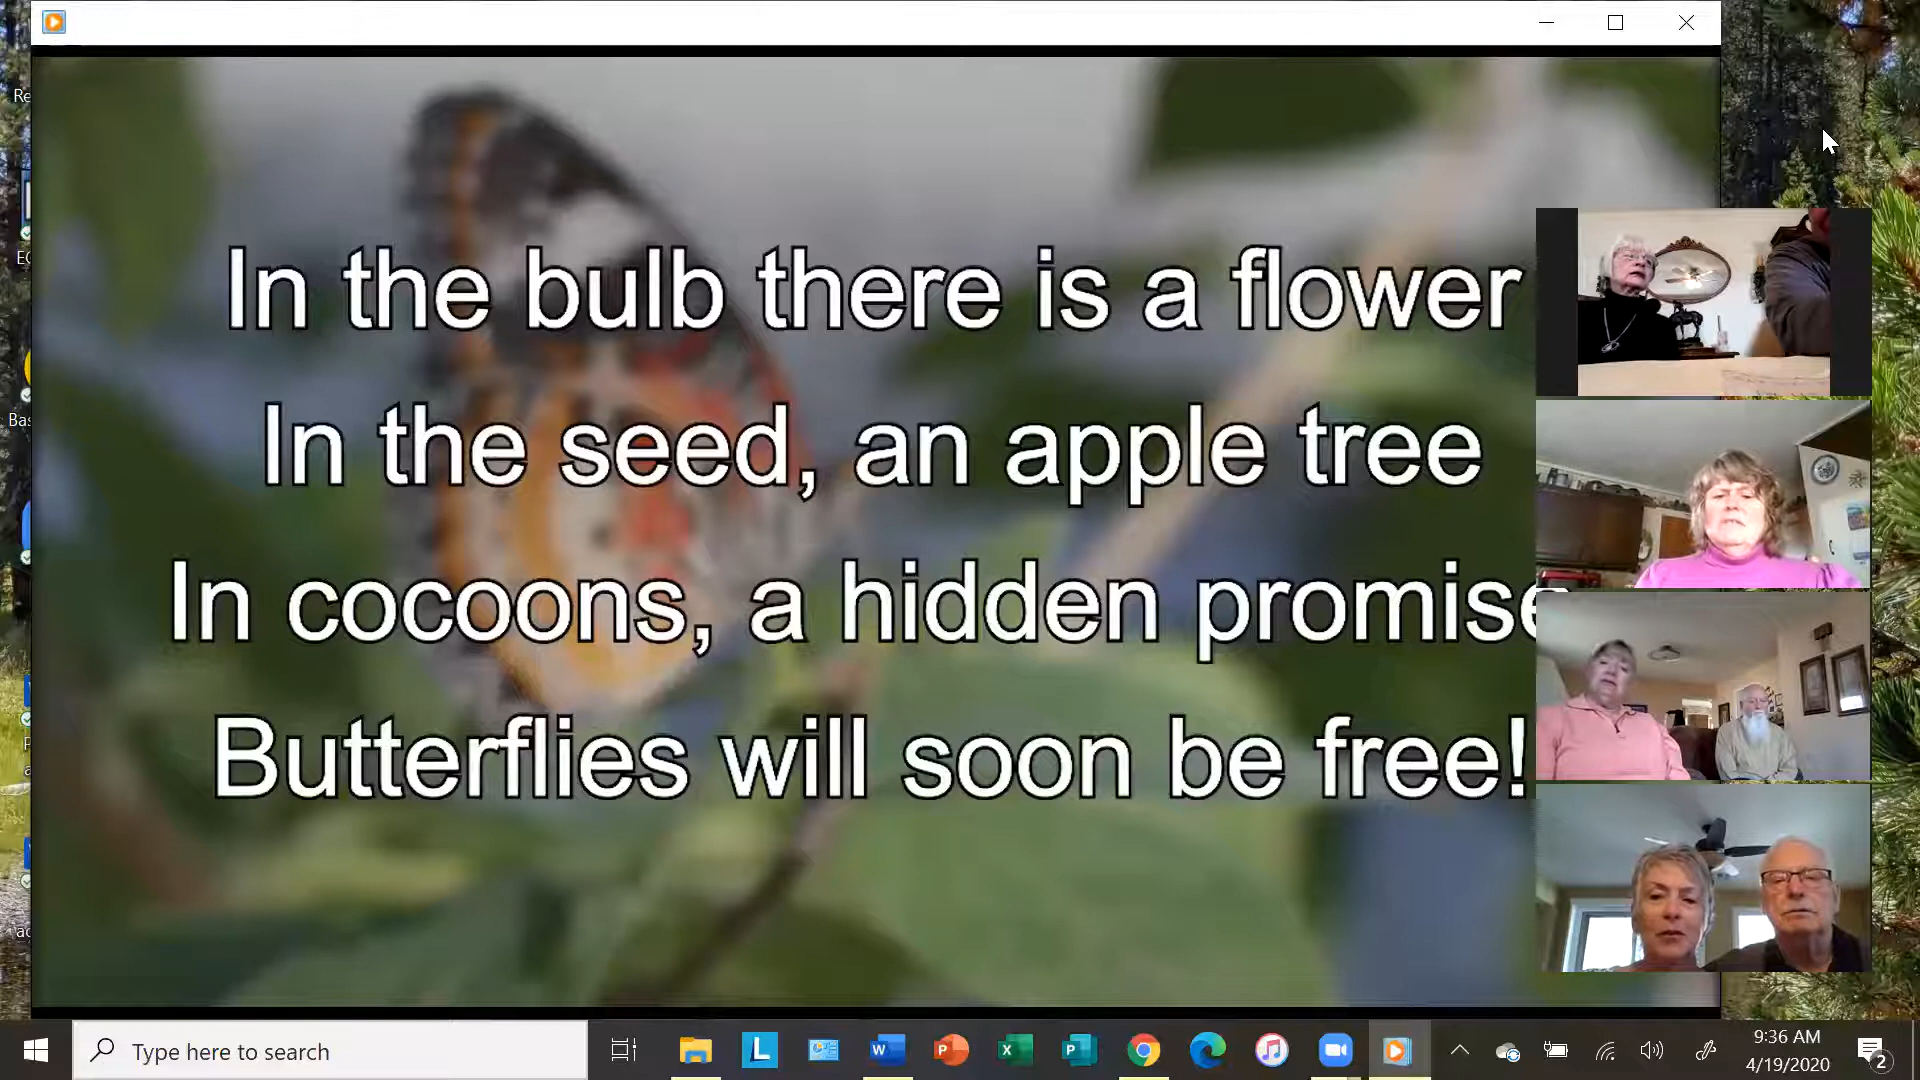 In the bulb there is a flower
In the seed, an apple tree
In cocoons, a hidden promise
Butterflies will soon be free!
Type here to search
9:36 AM
4/19/2020
2